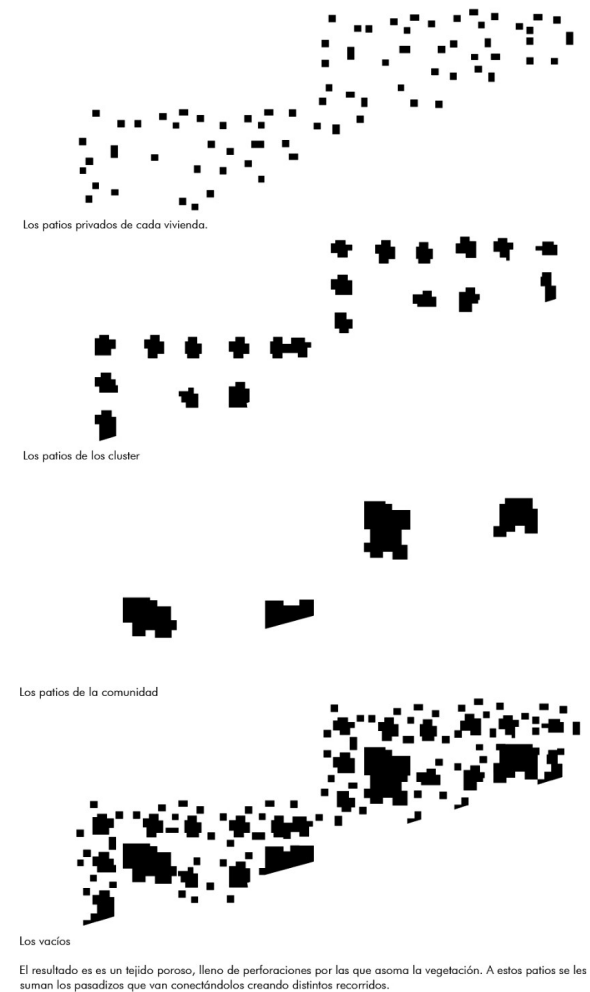 Los patios privados de cada vivienda.
Los patios de los cluster
Los patios de la comunidad
Los vacíos
El resultado es es un tejido poroso, lleno de perforaciones por las que asoma la vegetación. A estos patios se les
suman los pasadizos que van conectándolos creando distintos recorridos.